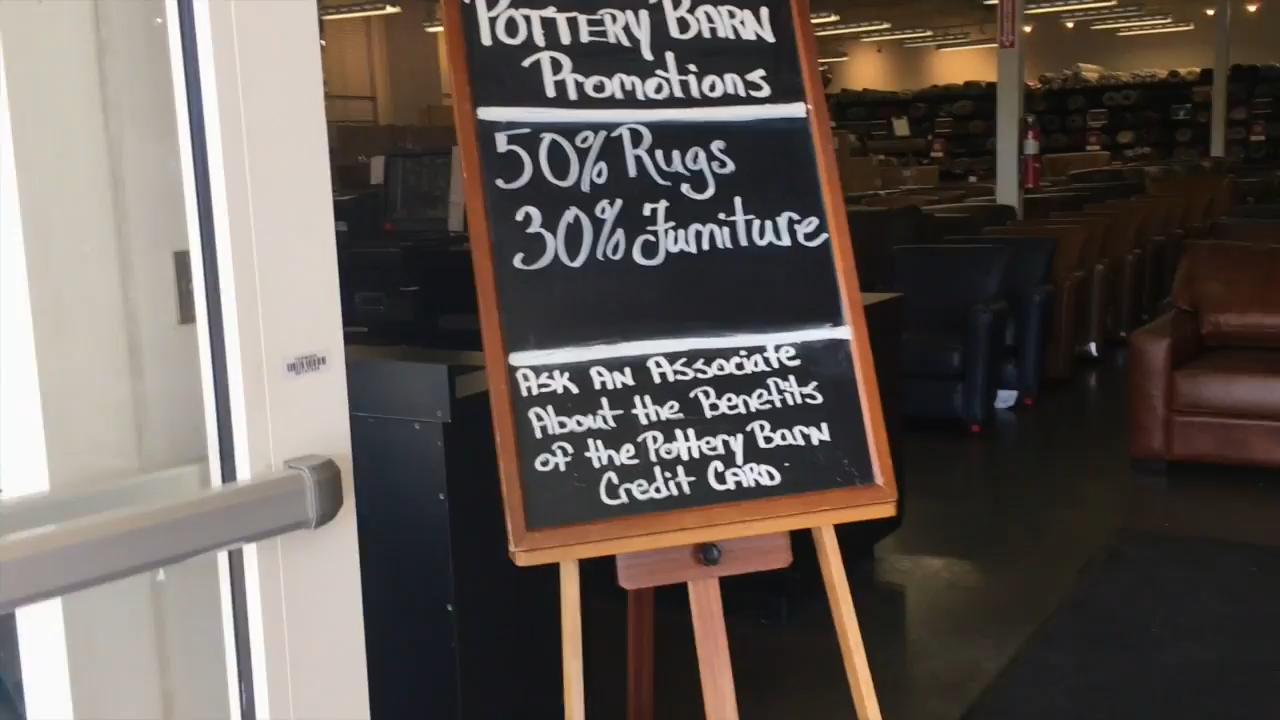 POTTERY BARN
Promotions
50% Rugs
30% Furniture
ASK AN ASSOCIATE
About the Benefits
of the Pottery Barn
Credit CARD